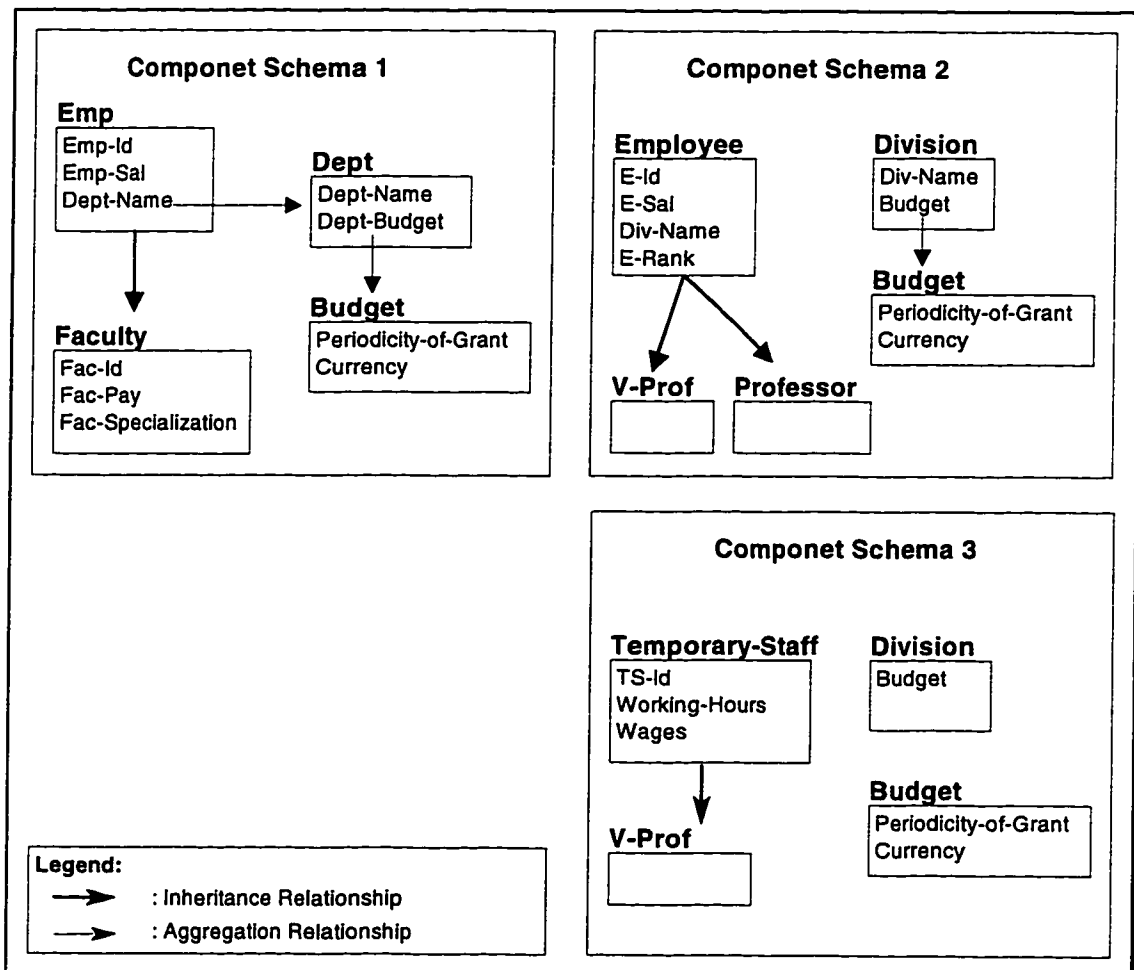 Componet Schema 1
Emp
Emp-Id
Emp-Sal
Dept-Name
Dept
Dept-Name
Dept-Budget
Budget
Periodicity-of-Grant
Currency
Faculty
Fac-Id
Fac-Pay
Fac-Specialization
Componet Schema 2
Employee
E-Id
E-Sal
Div-Name
E-Rank
Division
Div-Name
Budget
Budget
Periodicity-of-Grant
Currency
V-Prof
Professor
Componet Schema 3
Temporary-Staff
TS-Id
Working-Hours
Wages
Division
Budget
Budget
Periodicity-of-Grant
Currency
V-Prof
Legend:
: Inheritance Relationship
: Aggregation Relationship